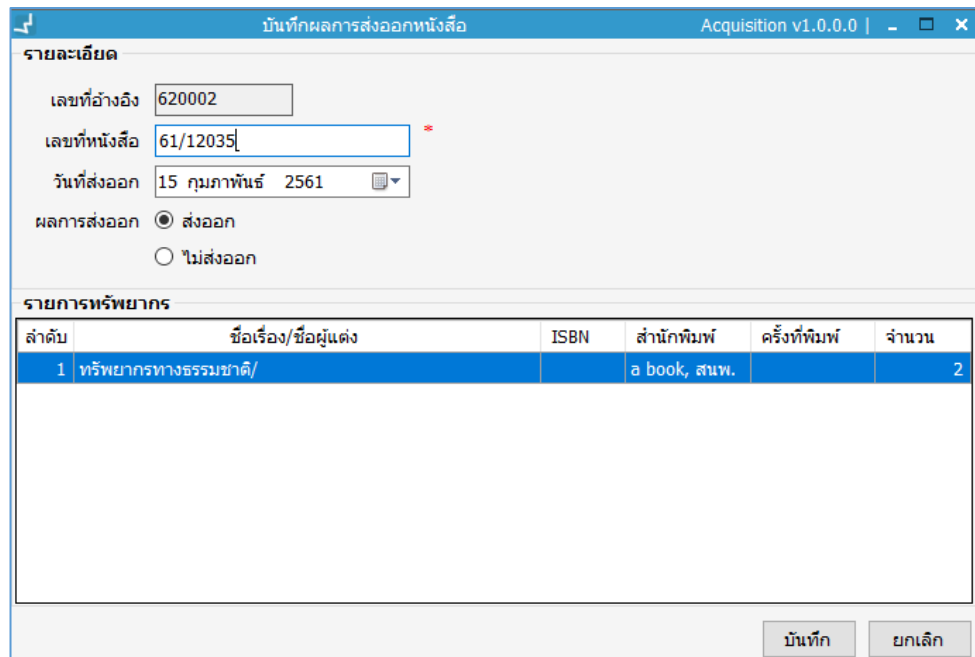 บันทึกผลการส่งออกหนังสือ Acquisition v1.0.0.0 |
รายละเอียด
เลขที่อ้างอิง 620002
เลขที่หนังสือ 61/12035 *
วันที่ส่งออก 15 กุมภาพันธ์ 2561
ผลการส่งออก ส่งออก
ไม่ส่งออก
รายการทรัพยากร
ลำดับ ชื่อเรื่อง/ชื่อผู้แต่ง ISBN สำนักพิมพ์ ครั้งที่พิมพ์ จำนวน
1 ทรัพยากรทางธรรมชาติ/ a book, สนพ. 2
บันทึก ยกเลิก